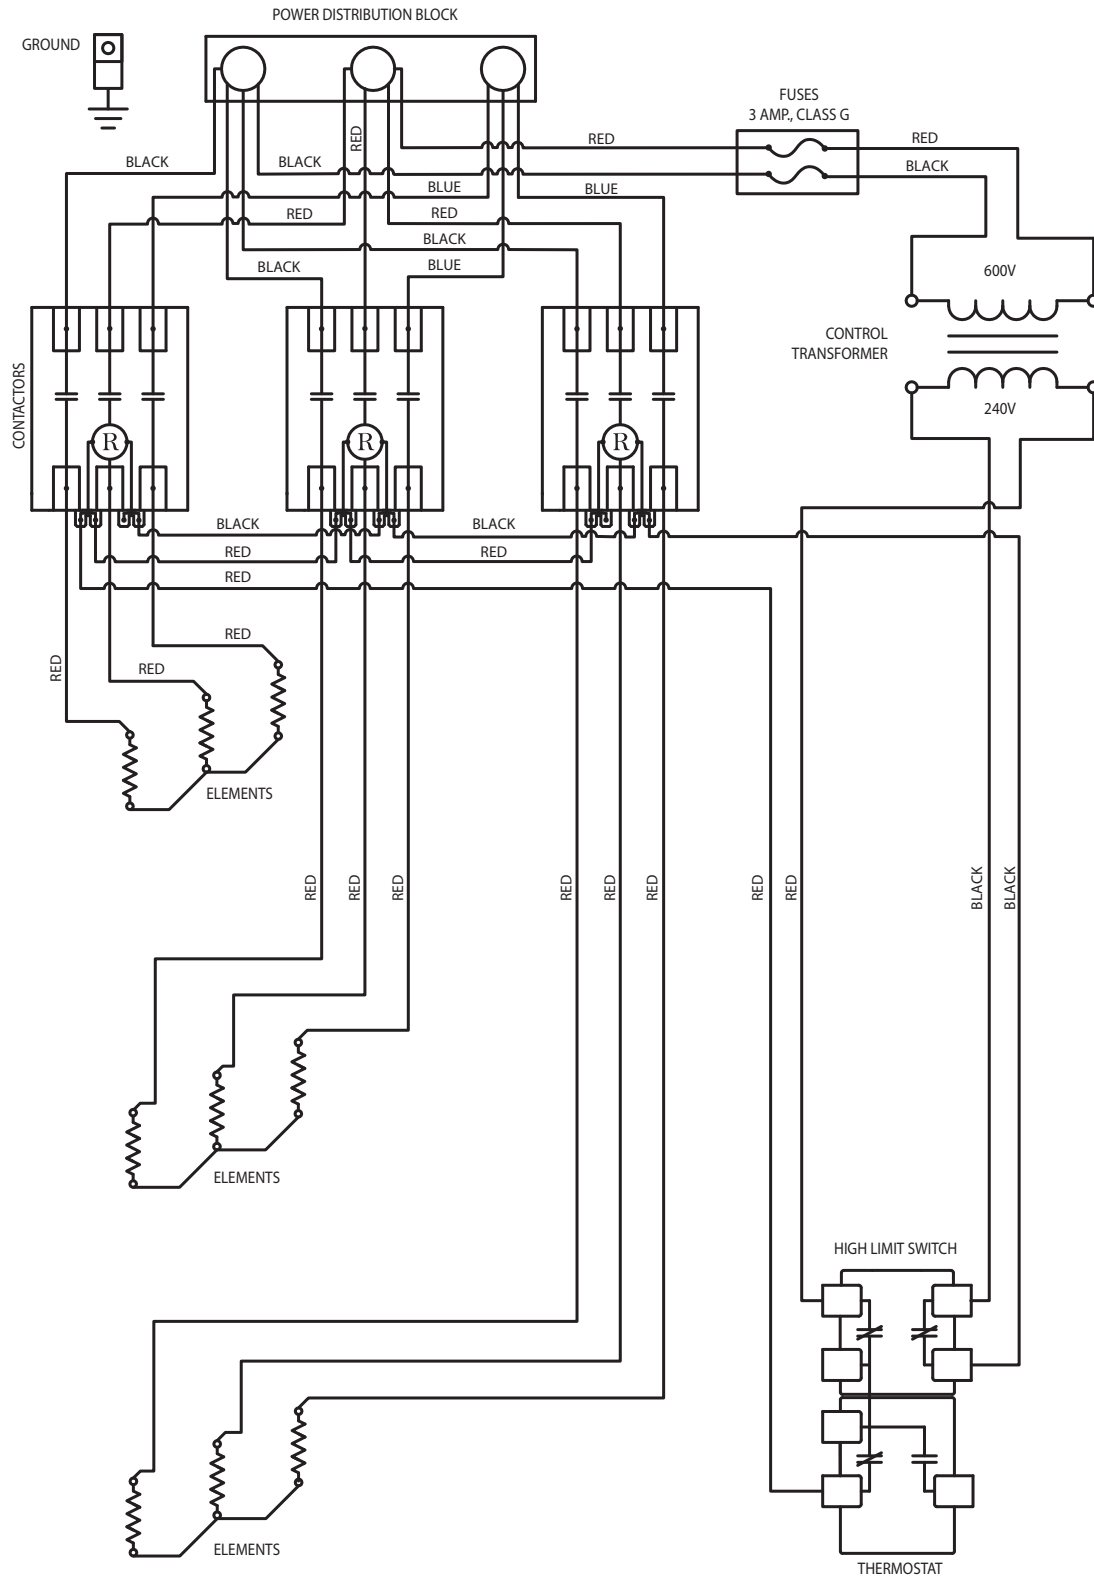 POWER DISTRIBUTION BLOCK
GROUND
FUSES
3 AMP., CLASS G
RED
RED
RED
BLACK
BLACK
BLACK
BLUE
BLUE
RED
RED
BLACK
BLACK
BLUE
600V
CONTROL
TRANSFORMER
240V
CONTACTORS
R
R
R
BLACK
BLACK
RED
RED
RED
RED
RED
RED
ELEMENTS
RED
RED
RED
RED
RED
RED
RED
RED
BLACK
BLACK
ELEMENTS
HIGH LIMIT SWITCH
ELEMENTS
THERMOSTAT